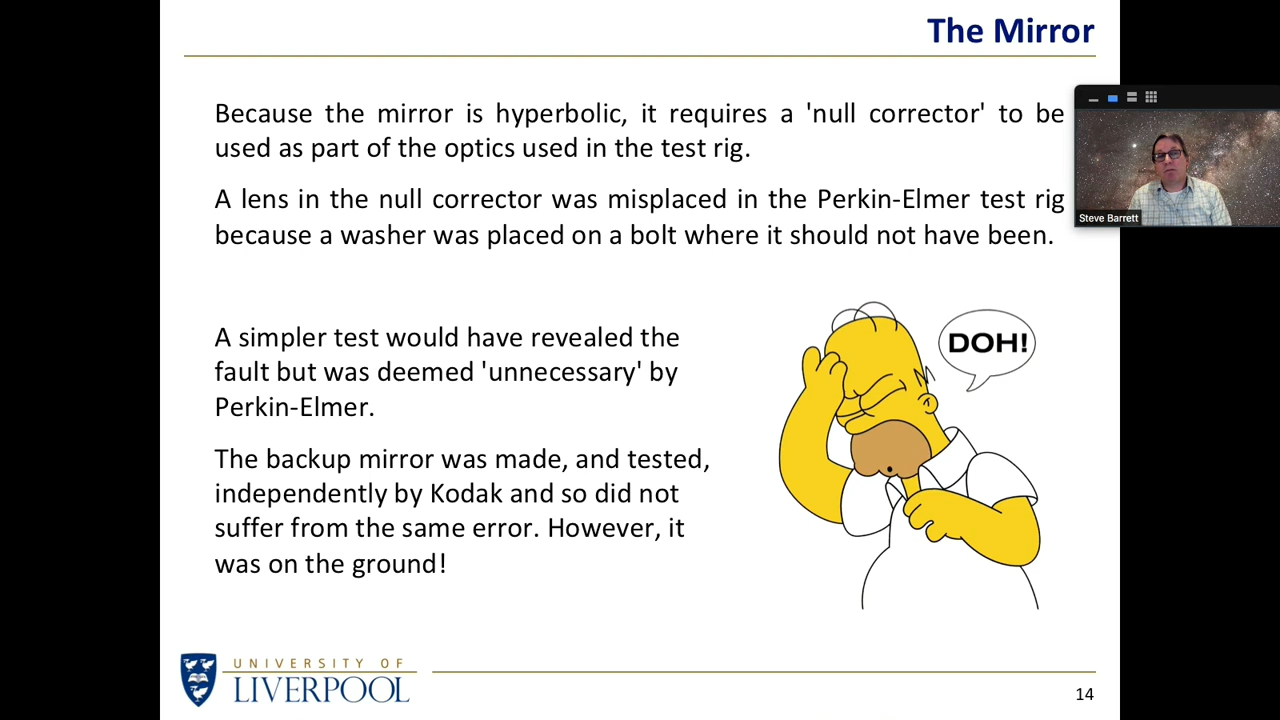 The Mirror
Because the mirror is hyperbolic, it requires a 'null corrector' to be
used as part of the optics used in the test rig.
A lens in the null corrector was misplaced in the Perkin-Elmer test rig
because a washer was placed on a bolt where it should not have been.
Steve Barrett
A simpler test would have revealed the
fault but was deemed 'unnecessary' by
Perkin-Elmer.
The backup mirror was made, and tested,
independently by Kodak and so did not
suffer from the same error. However, it
was on the ground!
DOH!
UNIVERSITY OF
LIVERPOOL
14